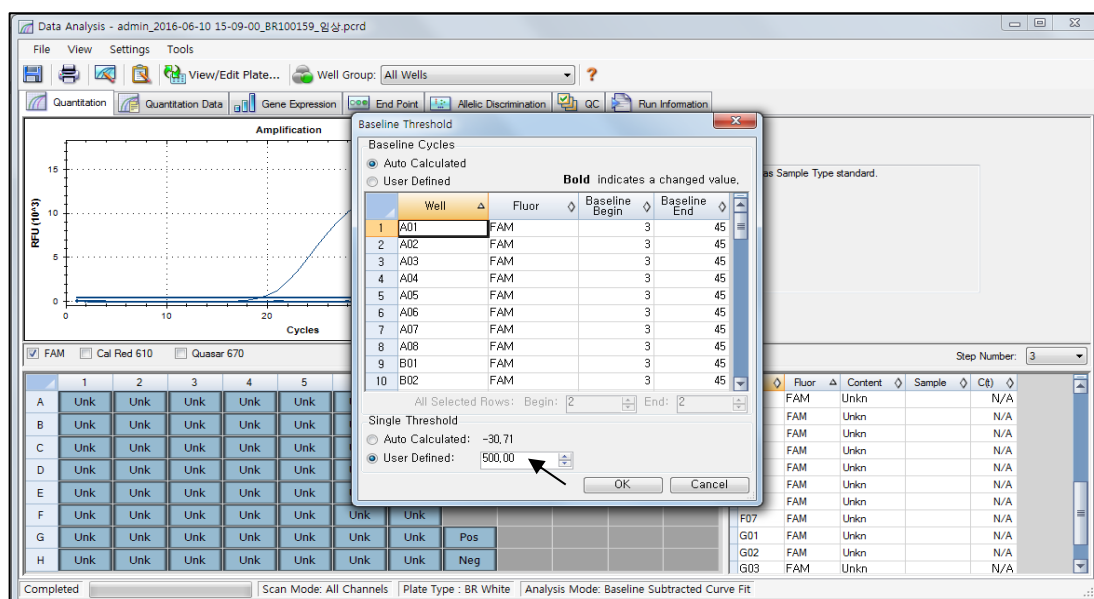 Data Analysis - admin_2016-06-10 15-09-00_BR100159_임상.pcrd
File View Settings Tools
View/Edit Plate... Well Group: All Wells ?
Quantitation Quantitation Data Gene Expression End Point Allelic Discrimination QC Run Information
Amplification
RFU (10^3)
15
10
5
0
0 10 20
Cycles
as Sample Type standard.
Baseline Threshold
Baseline Cycles
Auto Calculated
User Defined Bold indicates a changed value.
Well Fluor Baseline Begin Baseline End
1 A01 FAM 3 45
2 A02 FAM 3 45
3 A03 FAM 3 45
4 A04 FAM 3 45
5 A05 FAM 3 45
6 A06 FAM 3 45
7 A07 FAM 3 45
8 A08 FAM 3 45
9 B01 FAM 3 45
10 B02 FAM 3 45
All Selected Rows: Begin: 2 End: 2
Single Threshold
Auto Calculated: -30,71
User Defined: 500,00
OK Cancel
FAM Cal Red 610 Quasar 670
Step Number: 3
1 2 3 4 5
A Unk Unk Unk Unk Unk
B Unk Unk Unk Unk Unk
C Unk Unk Unk Unk Unk
D Unk Unk Unk Unk Unk
E Unk Unk Unk Unk Unk
F Unk Unk Unk Unk Unk Unk Unk
G Unk Unk Unk Unk Unk Unk Unk Pos
H Unk Unk Unk Unk Unk Unk Unk Neg
Fluor Content Sample C(t)
FAM Unkn N/A
FAM Unkn N/A
FAM Unkn N/A
FAM Unkn N/A
FAM Unkn N/A
FAM Unkn N/A
FAM Unkn N/A
F07 FAM Unkn N/A
G01 FAM Unkn N/A
G02 FAM Unkn N/A
G03 FAM Unkn N/A
Completed Scan Mode: All Channels Plate Type : BR White Analysis Mode: Baseline Subtracted Curve Fit